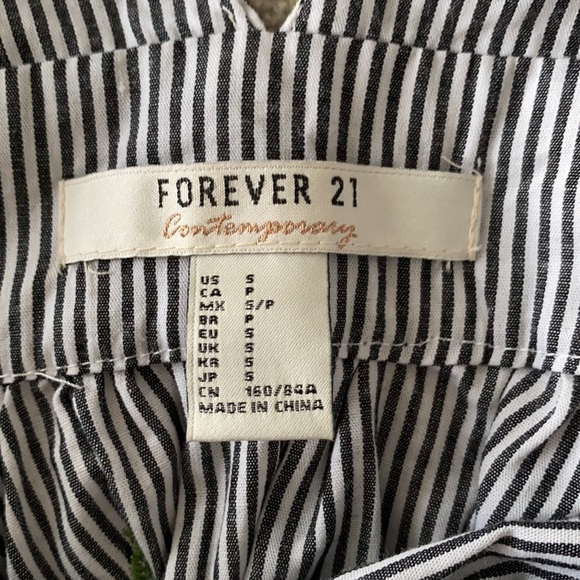 FOREVER 21
Contemporary
US S
CA P
MX S/P
BR P
EU S
UK S
KR S
JP S
CN 160/84A
MADE IN CHINA